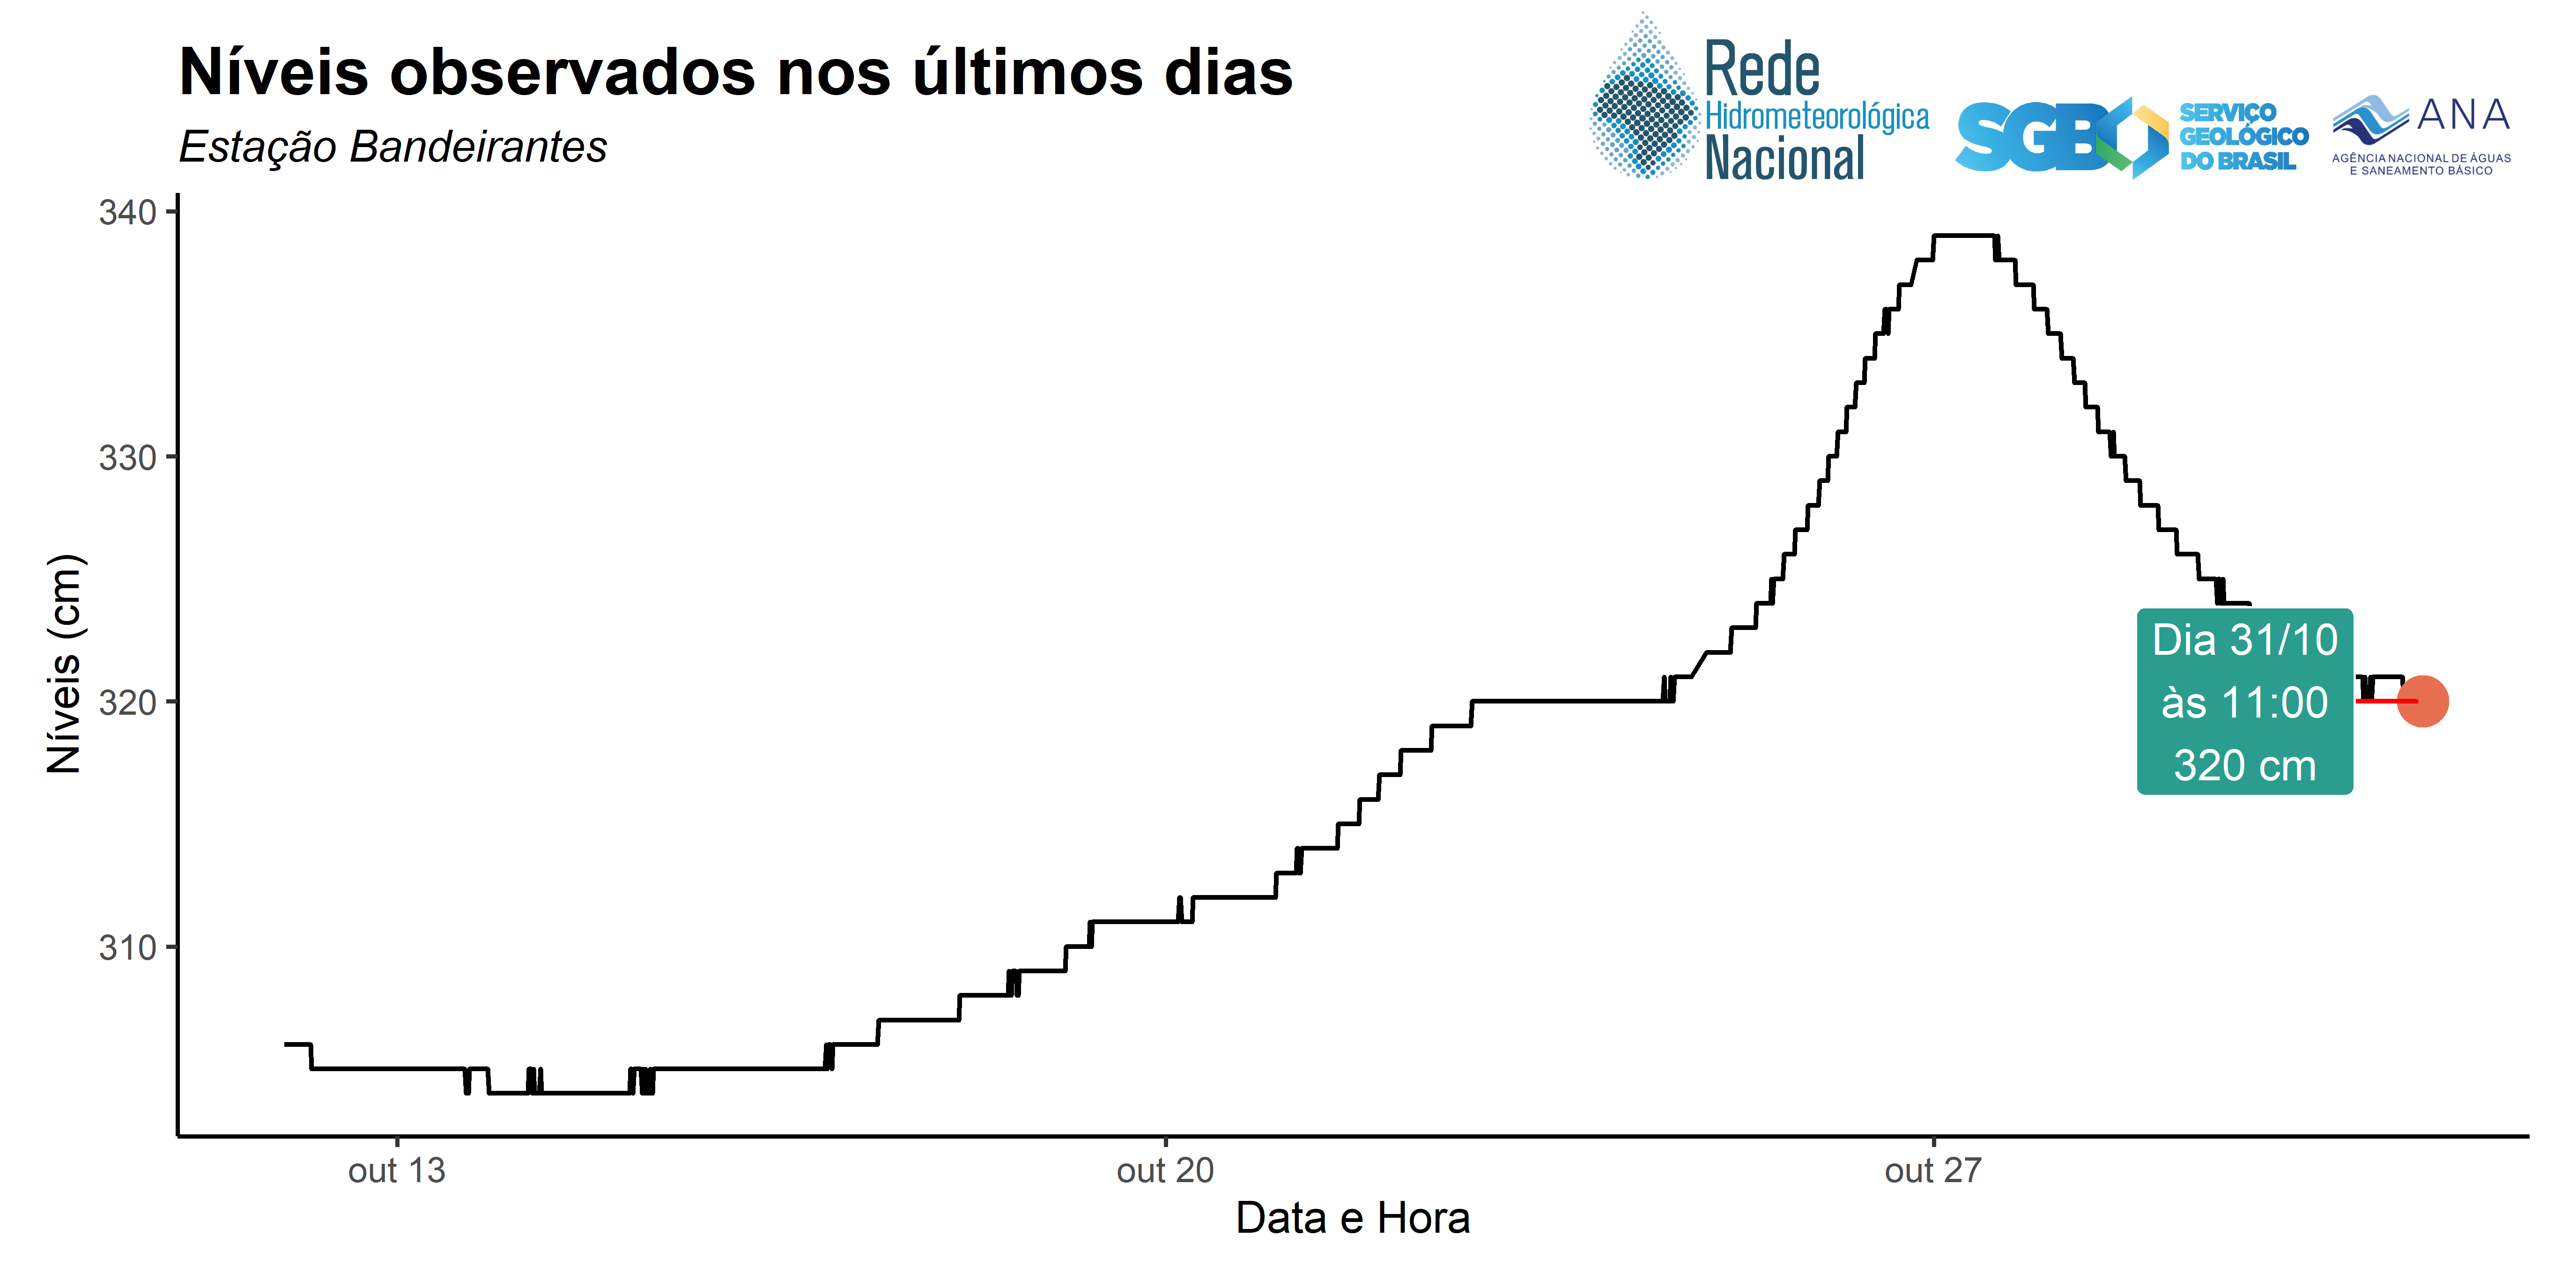 Níveis observados nos últimos dias
Estação Bandeirantes
Rede
Hidrometeorológica
Nacional
SGB
SERVIÇO
GEOLÓGICO
DO BRASIL
ANA
AGÊNCIA NACIONAL DE ÁGUAS
E SANEAMENTO BÁSICO
340
330
320
310
Níveis (cm)
Dia 31/10
às 11:00
320 cm
out 13
out 20
out 27
Data e Hora